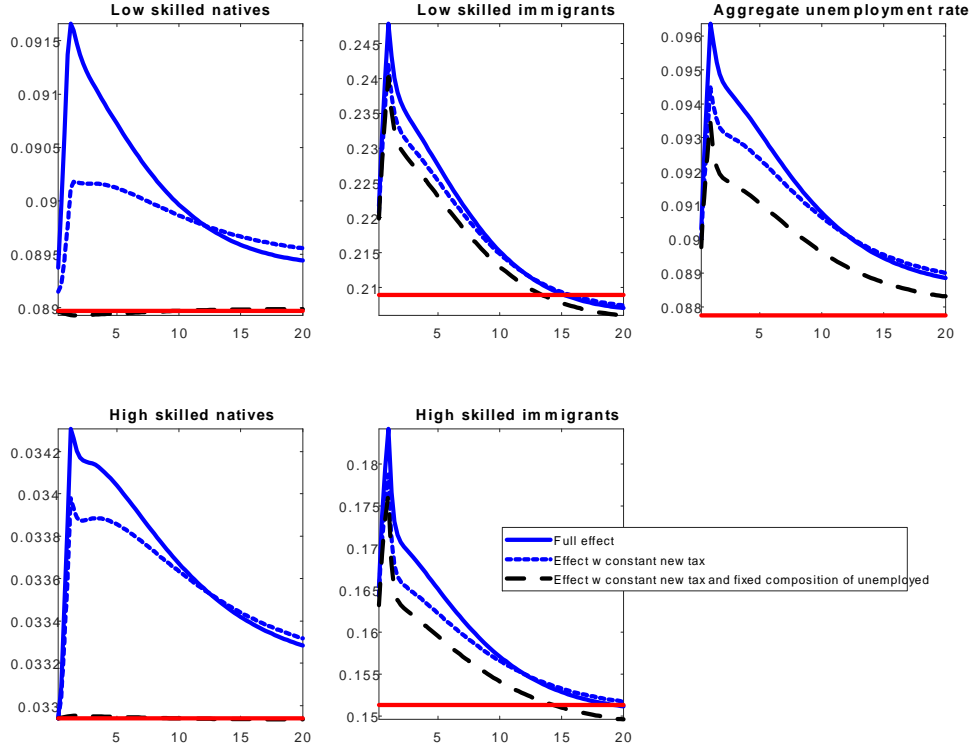 Low skilled natives
0.0915
0.091
0.0905
0.09
0.0895
0.089
5 10 15 20
Low skilled immigrants
0.245
0.24
0.235
0.23
0.225
0.22
0.215
0.21
5 10 15 20
Aggregate unemployment rate
0.096
0.095
0.094
0.093
0.092
0.091
0.09
0.089
0.088
5 10 15 20
High skilled natives
0.0342
0.034
0.0338
0.0336
0.0334
0.0332
0.033
5 10 15 20
High skilled immigrants
0.18
0.175
0.17
0.165
0.16
0.155
0.15
5 10 15 20
Full effect
Effect w constant new tax
Effect w constant new tax and fixed composition of unemployed